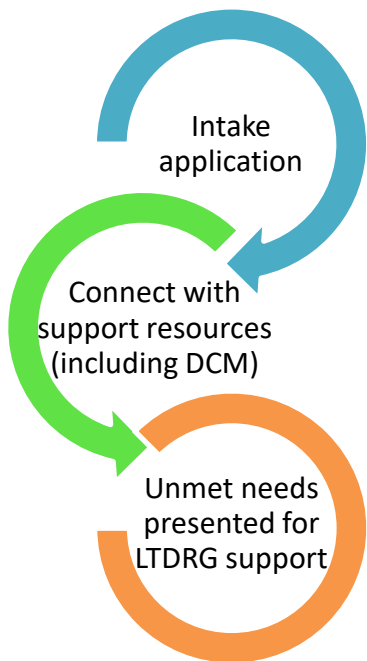 Intake
application
Connect with
support resources
(including DCM)
Unmet needs
presented for
LTDRG support